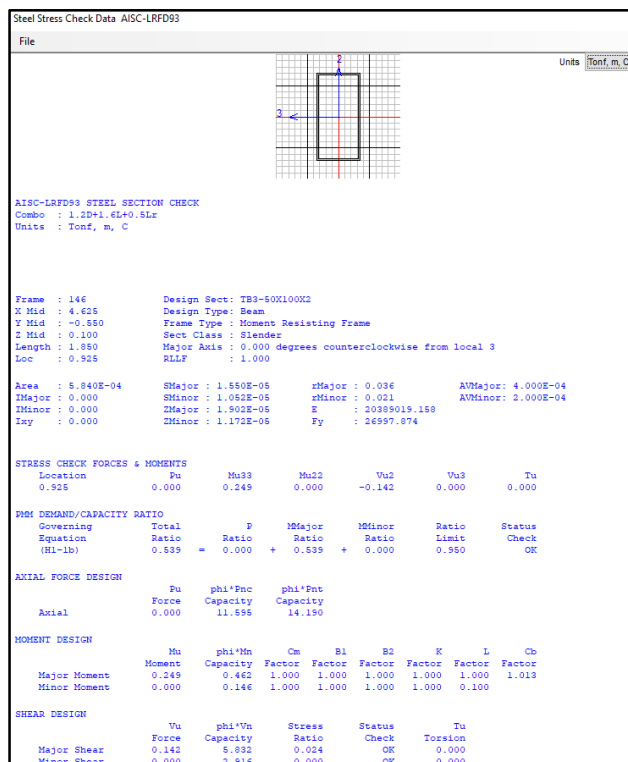 Steel Stress Check Data AISC-LRFD93
File
2
Units Tonf, m, C
3
AISC-LRFD93 STEEL SECTION CHECK
Combo : 1.2D+1.6L+0.5Lr
Units : Tonf, m, C
Frame : 146 Design Sect: TB3-50X100X2
X Mid : 4.625 Design Type: Beam
Y Mid : -0.550 Frame Type : Moment Resisting Frame
Z Mid : 0.100 Sect Class : Slender
Length : 1.850 Major Axis : 0.000 degrees counterclockwise from local 3
Loc : 0.925 RLLF : 1.000
Area : 5.840E-04 SMajor : 1.550E-05 rMajor : 0.036 AVMajor: 4.000E-04
IMajor : 0.000 SMinor : 1.052E-05 rMinor : 0.021 AVMinor: 2.000E-04
IMinor : 0.000 ZMajor : 1.902E-05 E : 20389019.158
Ixy : 0.000 ZMinor : 1.172E-05 Fy : 26997.874
STRESS CHECK FORCES & MOMENTS
Location Pu Mu33 Mu22 Vu2 Vu3 Tu
0.925 0.000 0.249 0.000 -0.142 0.000 0.000
PMM DEMAND/CAPACITY RATIO
Governing Total P MMajor MMinor Ratio Status
Equation Ratio Ratio Ratio Ratio Limit Check
(H1-1b) 0.539 = 0.000 + 0.539 + 0.000 0.950 OK
AXIAL FORCE DESIGN
Pu phi*Pnc phi*Pnt
Force Capacity Capacity
Axial 0.000 11.595 14.190
MOMENT DESIGN
Mu phi*Mn Cm B1 B2 K L Cb
Moment Capacity Factor Factor Factor Factor Factor Factor
Major Moment 0.249 0.462 1.000 1.000 1.000 1.000 1.000 1.013
Minor Moment 0.000 0.146 1.000 1.000 1.000 1.000 0.100
SHEAR DESIGN
Vu phi*Vn Stress Status Tu
Force Capacity Ratio Check Torsion
Major Shear 0.142 5.832 0.024 OK 0.000
Minor Shear 0.000 2.916 0.000 OK 0.000